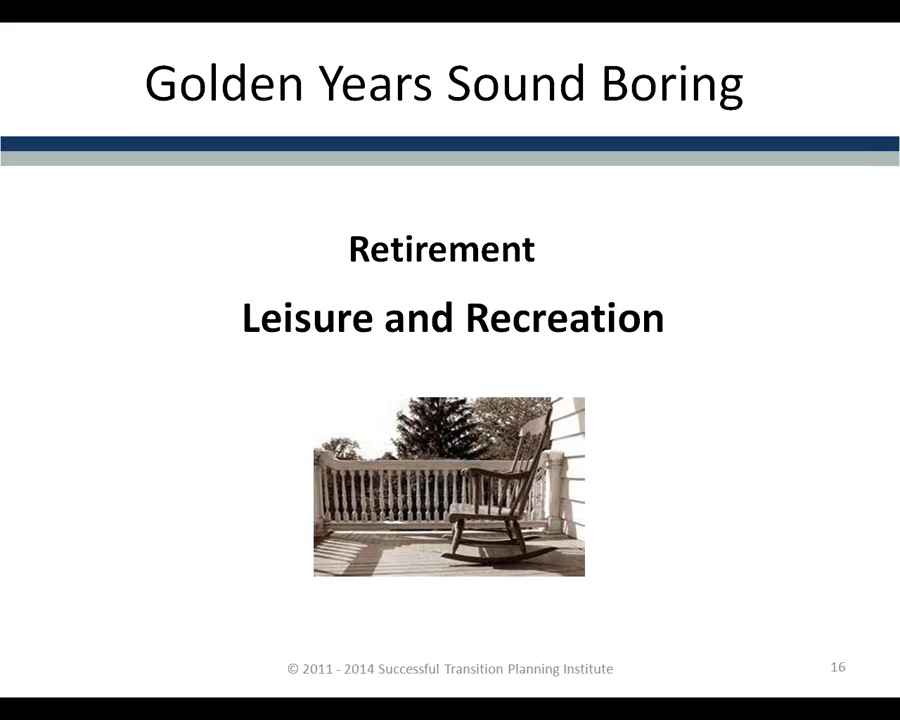 Golden Years Sound Boring
Retirement
Leisure and Recreation
© 2011 - 2014 Successful Transition Planning Institute
16